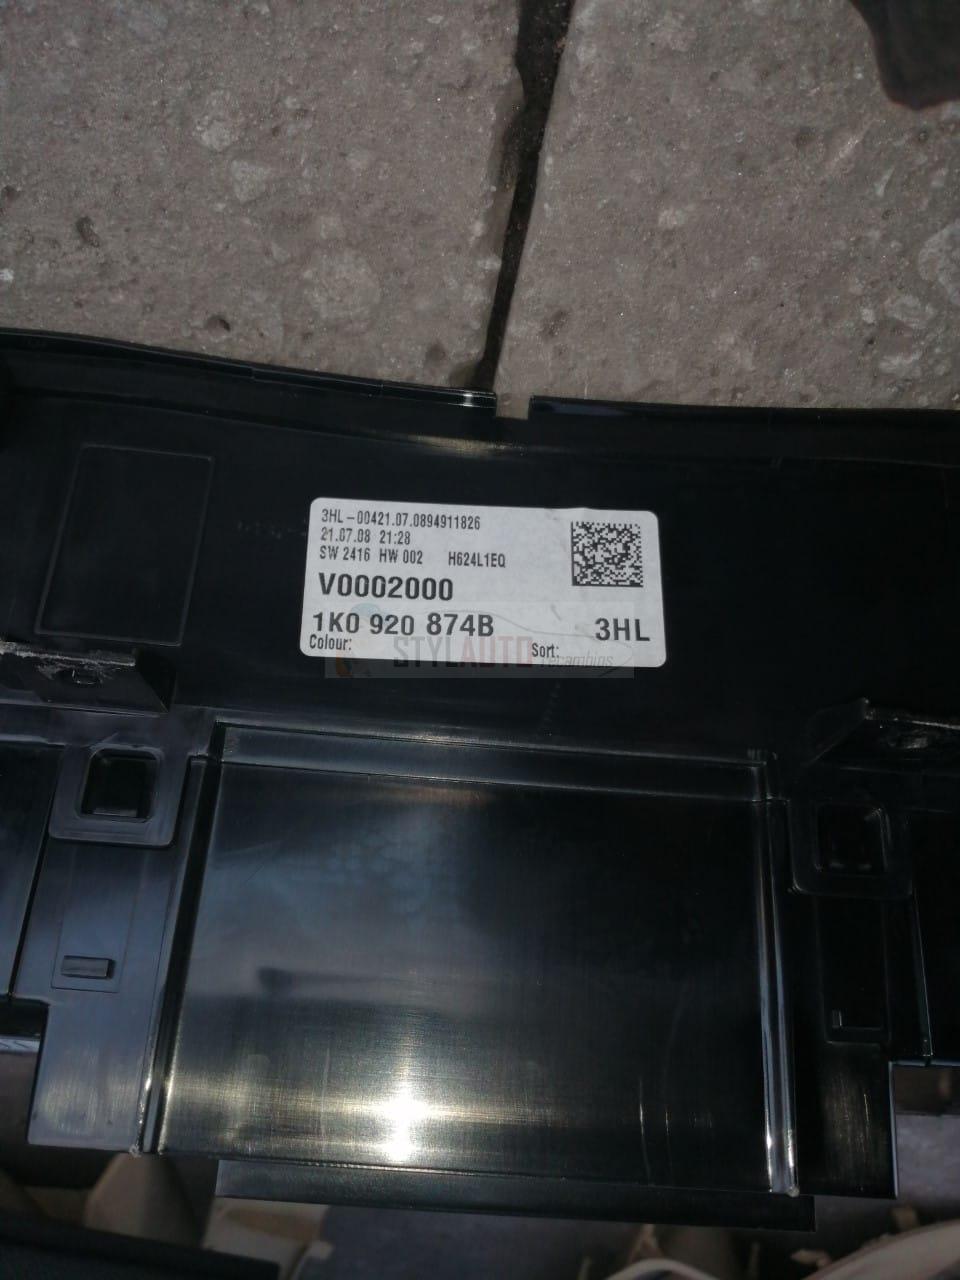 3HL-00421.07.0894911826
21.07.08 21:28
SW 2416 HW 002 H624L1EQ
V0002000
1K0 920 874B 3HL
Colour: Sort:
STYLAUTO
recambios